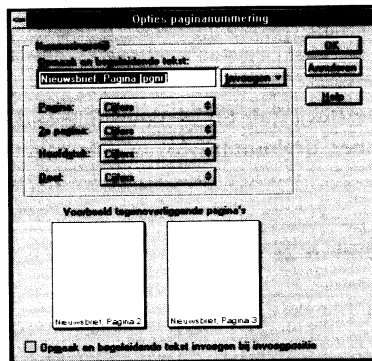 Opties paginanummering
Nummeringsstijl
Opmaak en begeleidende tekst:
Nieuwsbrief, Pagina [pgnr]
Invoegen
OK
Annuleren
Help
Pagina: Cijfers
2e pagina: Cijfers
Hoofdstuk: Cijfers
Deel: Cijfers
Voorbeeld tegenoverliggende pagina's
Nieuwsbrief, Pagina 2
Nieuwsbrief, Pagina 3
Opmaak en begeleidende tekst invoegen bij invoegpositie